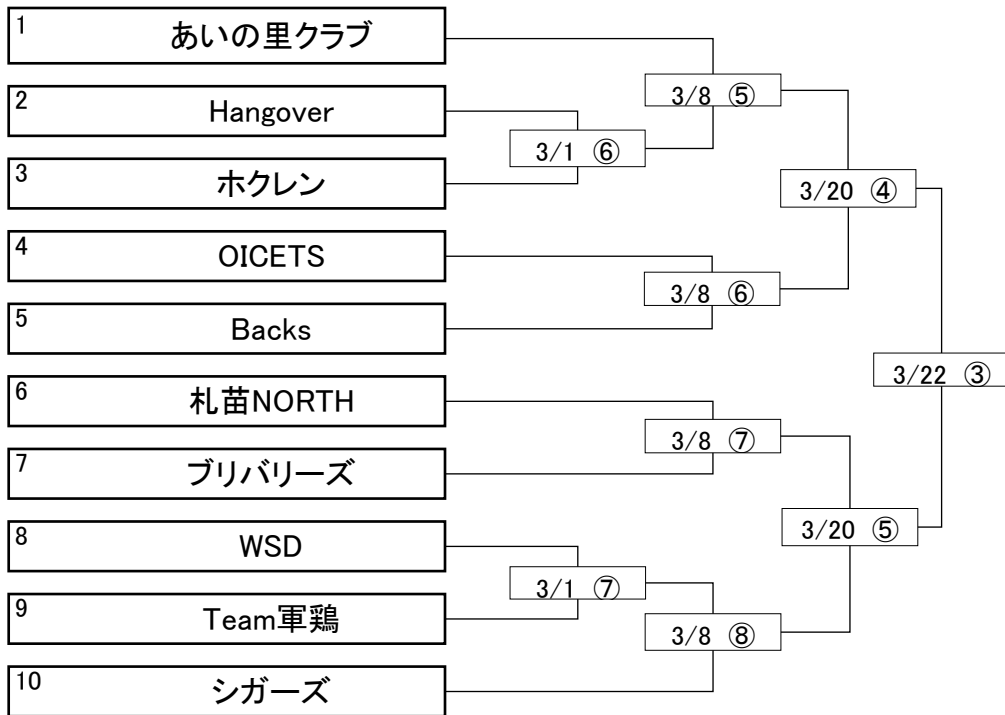 1 あいの里クラブ
2 Hangover
3 ホクレン
4 OICETS
5 Backs
6 札苗NORTH
7 ブリバリーズ
8 WSD
9 Team軍鶏
10 シガーズ
3/1 ⑥
3/1 ⑦
3/8 ⑤
3/8 ⑥
3/8 ⑦
3/8 ⑧
3/20 ④
3/20 ⑤
3/22 ③